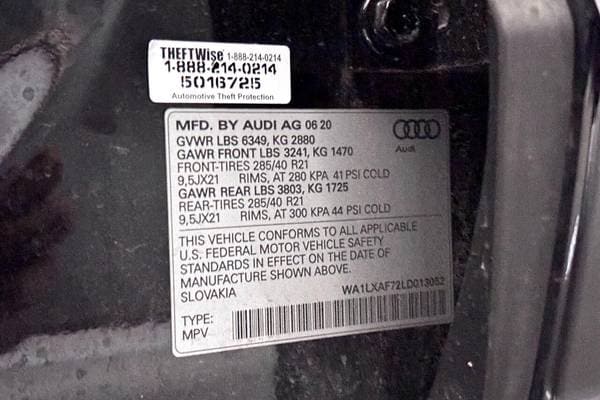 THEFTWISE 1-888-214-0214
1-888-214-0214
5016725
Automotive Theft Protection
MFD. BY AUDI AG 06 20
GVWR LBS 6349, KG 2880
GAWR FRONT LBS 3241, KG 1470
FRONT-TIRES 285/40 R21
9,5JX21 RIMS, AT 280 KPA 41 PSI COLD
GAWR REAR LBS 3803, KG 1725
REAR-TIRES 285/40 R21
9,5JX21 RIMS, AT 300 KPA 44 PSI COLD
Audi
THIS VEHICLE CONFORMS TO ALL APPLICABLE
U.S. FEDERAL MOTOR VEHICLE SAFETY
STANDARDS IN EFFECT ON THE DATE OF
MANUFACTURE SHOWN ABOVE.
SLOVAKIA
WA1LXAF72LD013052
TYPE:
MPV